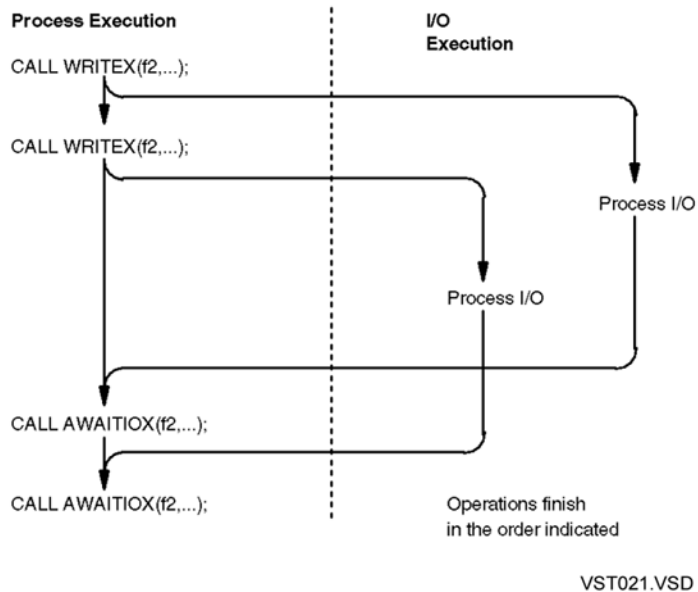 Process Execution
I/O
Execution
CALL WRITEX(f2,...);
CALL WRITEX(f2,...);
Process I/O
Process I/O
CALL AWAITIOX(f2,...);
CALL AWAITIOX(f2,...);
Operations finish
in the order indicated
VST021.VSD